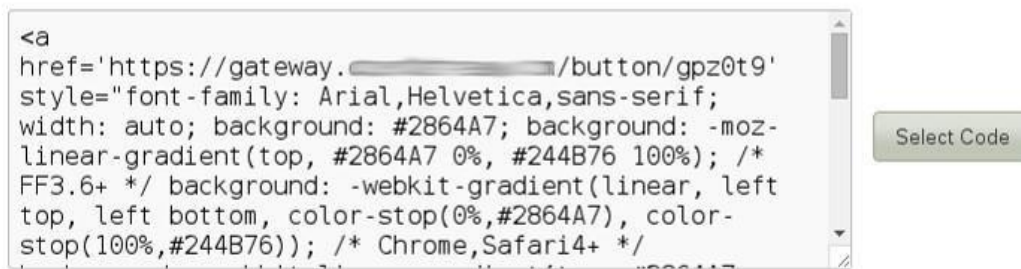 <a
href='https://gateway. /button/gpz0t9'
style="font-family: Arial,Helvetica,sans-serif;
width: auto; background: #2864A7; background: -moz-
linear-gradient(top, #2864A7 0%, #244B76 100%); /*
FF3.6+ */ background: -webkit-gradient(linear, left
top, left bottom, color-stop(0%,#2864A7), color-
stop(100%,#244B76)); /* Chrome,Safari4+ */
Select Code